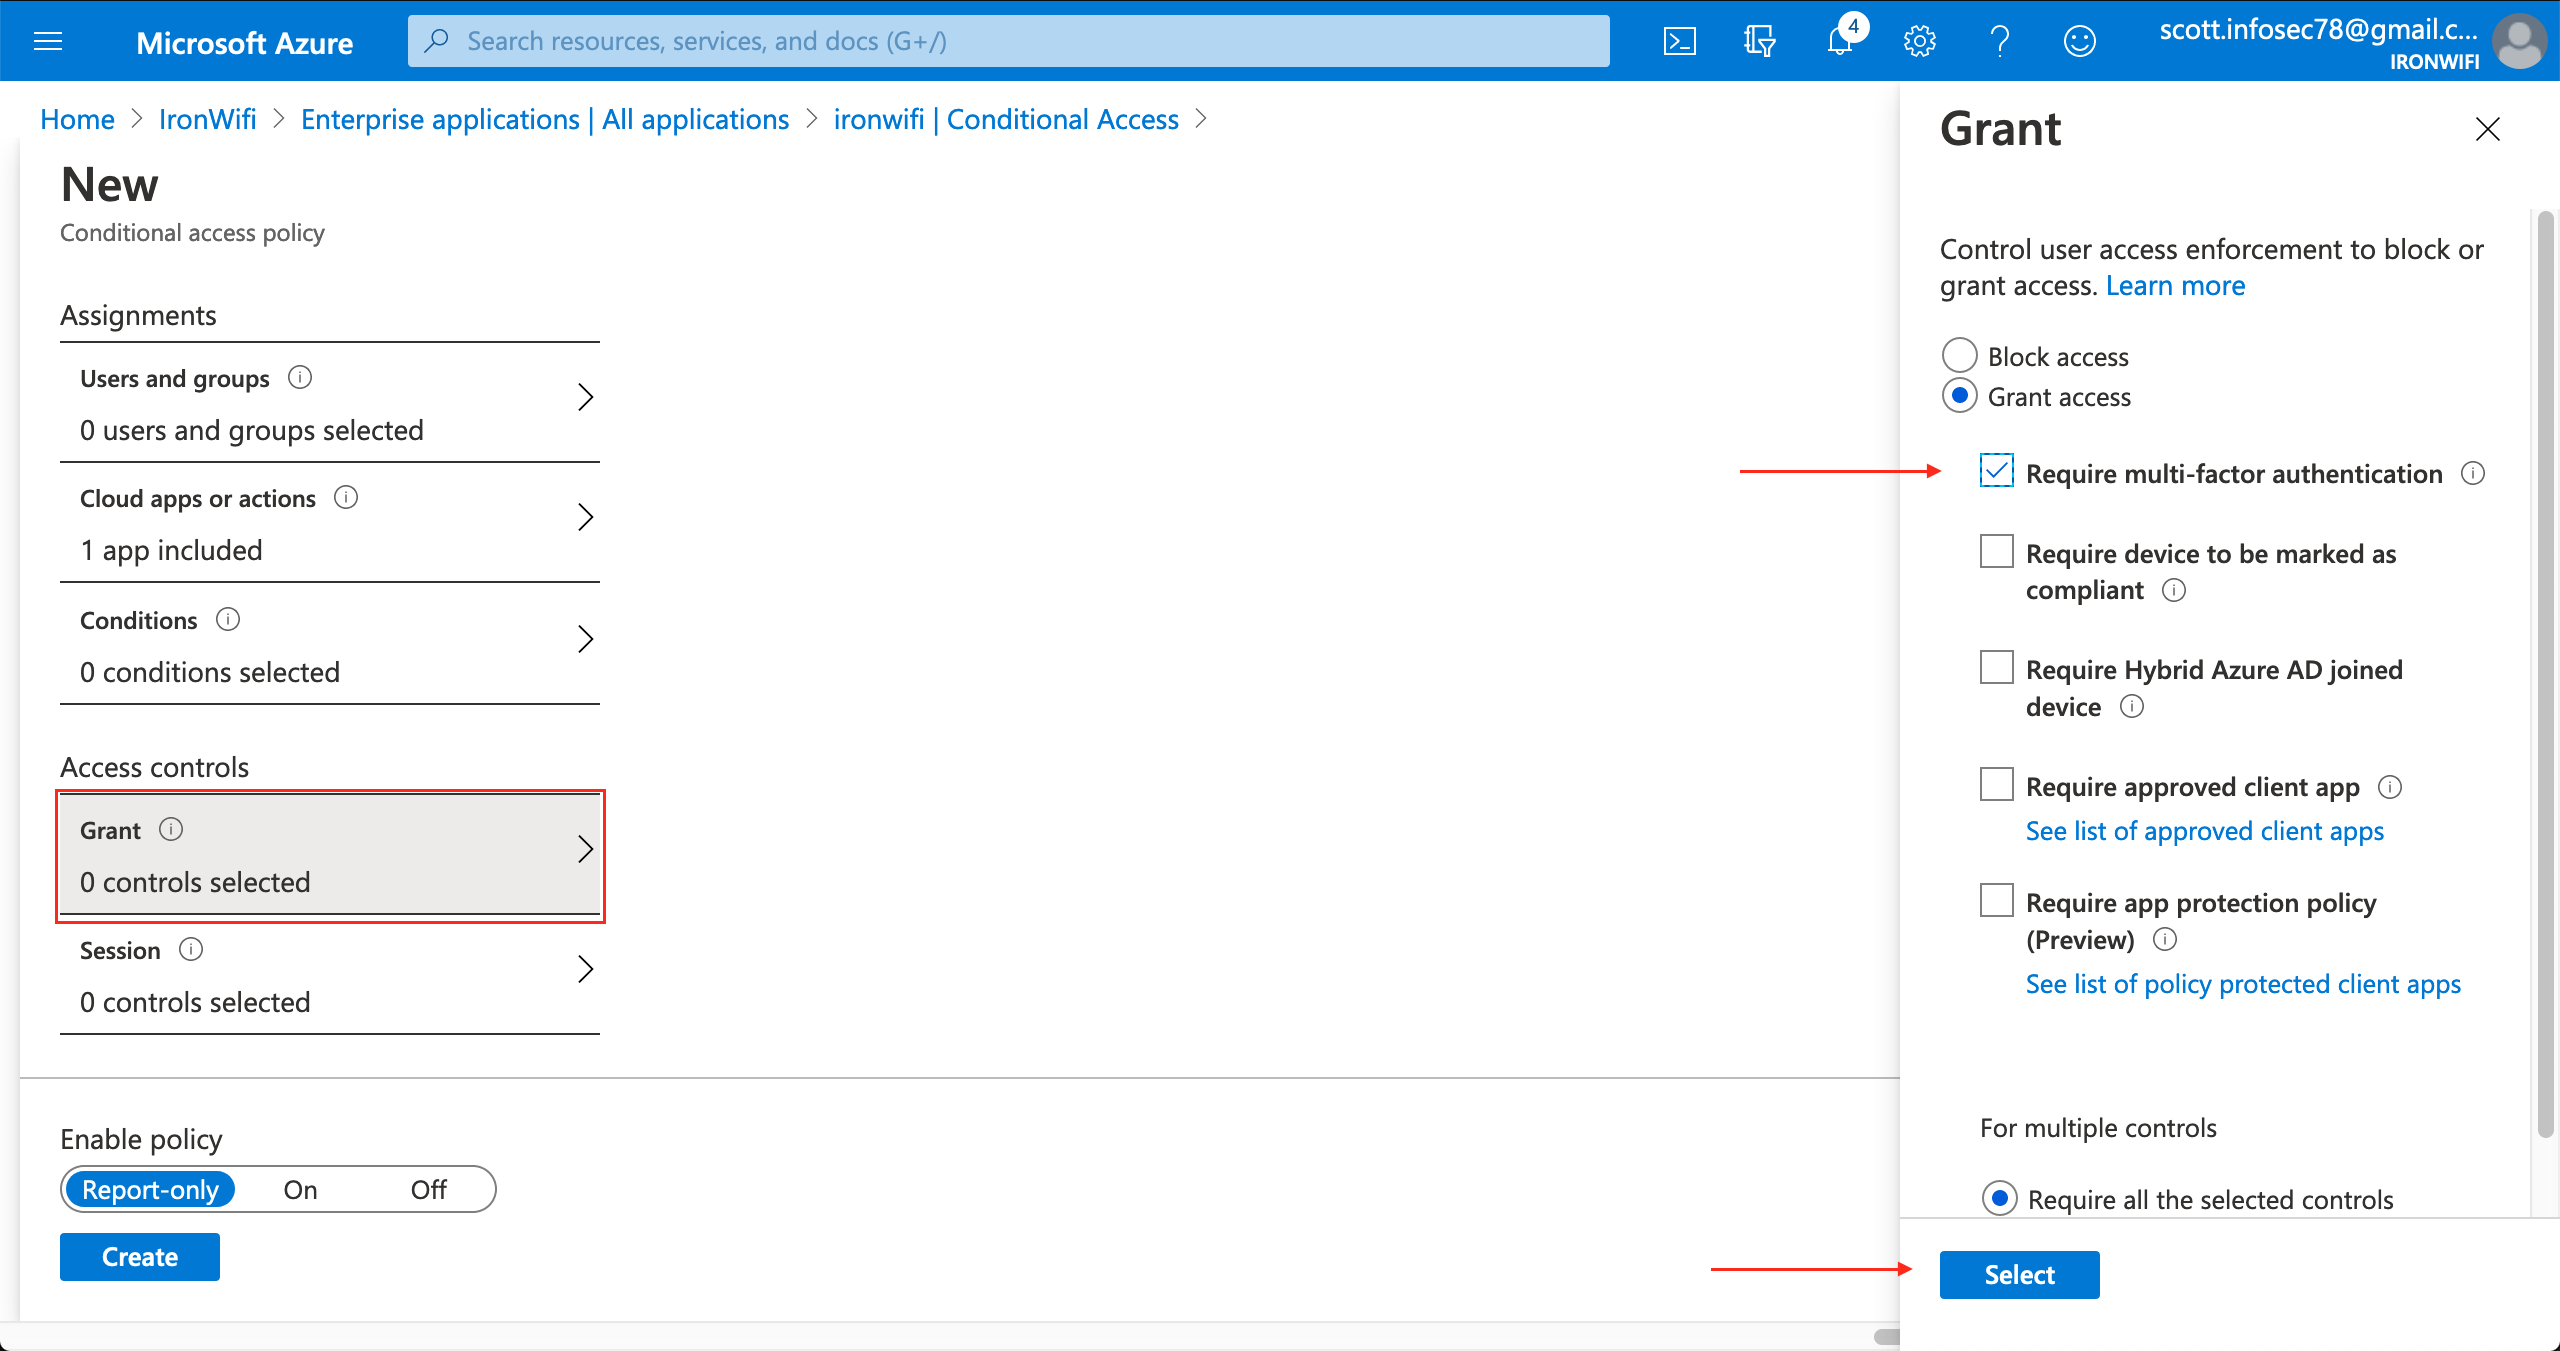 Microsoft Azure
Search resources, services, and docs (G+/)
4
scott.infosec78@gmail.c...
IRONWIFI
Home > IronWifi > Enterprise applications | All applications > ironwifi | Conditional Access >
New
Conditional access policy
Assignments
Users and groups
0 users and groups selected
Cloud apps or actions
1 app included
Conditions
0 conditions selected
Access controls
Grant
0 controls selected
Session
0 controls selected
Enable policy
Report-only On Off
Create
Grant
Control user access enforcement to block or
grant access. Learn more
Block access
Grant access
Require multi-factor authentication
Require device to be marked as
compliant
Require Hybrid Azure AD joined
device
Require approved client app
See list of approved client apps
Require app protection policy
(Preview)
See list of policy protected client apps
For multiple controls
Require all the selected controls
Select